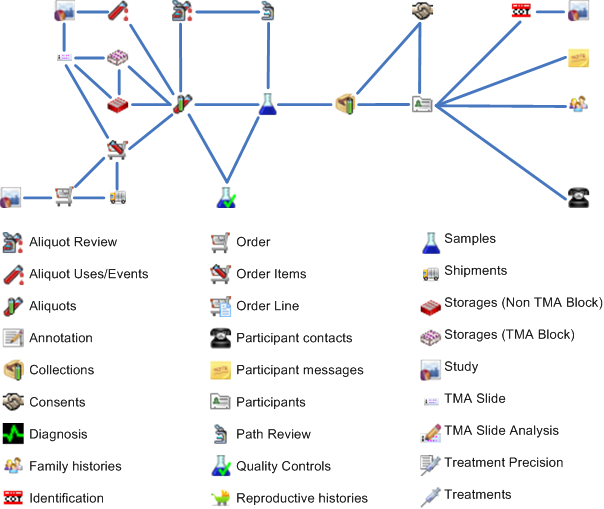 Aliquot Review
Aliquot Uses/Events
Aliquots
Annotation
Collections
Consents
Diagnosis
Family histories
Identification
Order
Order Items
Order Line
Participant contacts
Participant messages
Participants
Path Review
Quality Controls
Reproductive histories
Samples
Shipments
Storages (Non TMA Block)
Storages (TMA Block)
Study
TMA Slide
TMA Slide Analysis
Treatment Precision
Treatments